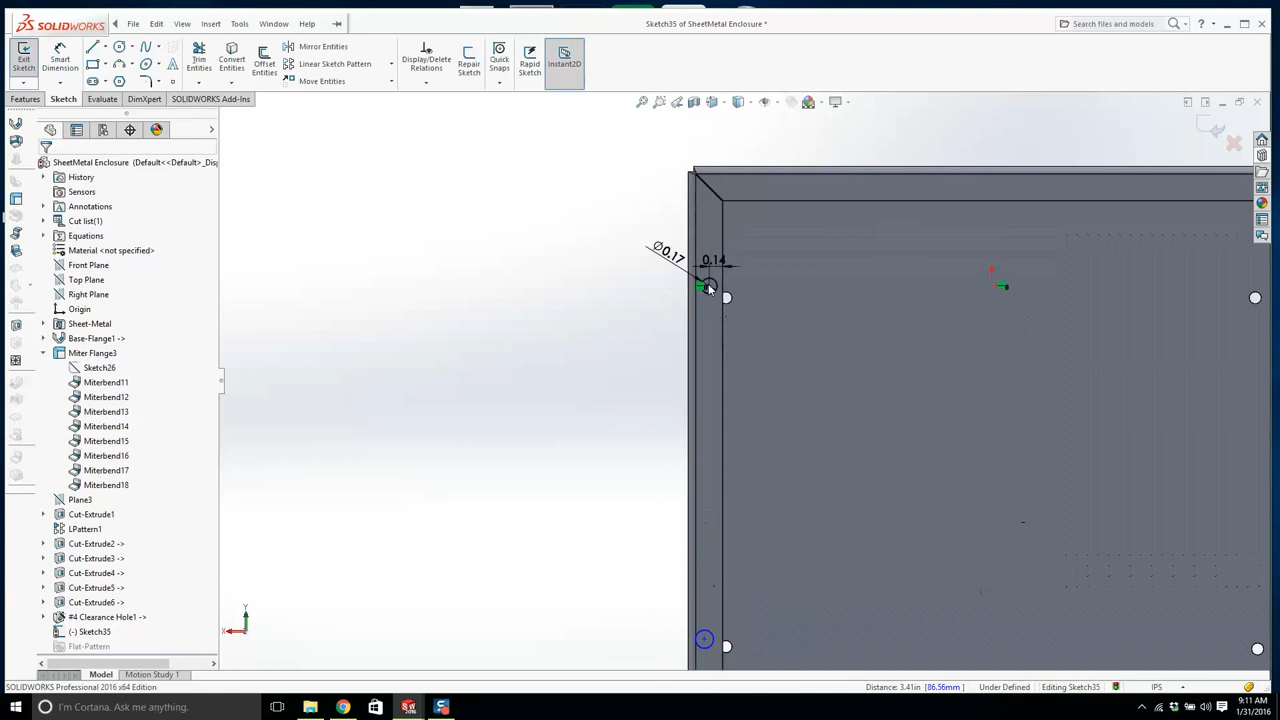 SOLIDWORKS
File
Edit
View
Insert
Tools
Window
Help
Sketch35 of SheetMetal Enclosure *
Search files and models
Exit Sketch
Smart Dimension
Trim Entities
Convert Entities
Offset Entities
Mirror Entities
Linear Sketch Pattern
Move Entities
Display/Delete Relations
Repair Sketch
Quick Snaps
Rapid Sketch
Instant2D
Features
Sketch
Evaluate
DimXpert
SOLIDWORKS Add-Ins
SheetMetal Enclosure (Default<<Default>_Disp
History
Sensors
Annotations
Cut list(1)
Equations
Material <not specified>
Front Plane
Top Plane
Right Plane
Origin
Sheet-Metal
Base-Flange1 ->
Miter Flange3
Sketch26
Miterbend11
Miterbend12
Miterbend13
Miterbend14
Miterbend15
Miterbend16
Miterbend17
Miterbend18
Plane3
Cut-Extrude1
LPattern1
Cut-Extrude2 ->
Cut-Extrude3 ->
Cut-Extrude4 ->
Cut-Extrude5 ->
Cut-Extrude6 ->
#4 Clearance Hole1 ->
(-) Sketch35
Flat-Pattern
Ø0.17
0.14
Y
X
Model
Motion Study 1
SOLIDWORKS Professional 2016 x64 Edition
Distance: 3.41in [86.56mm]
Under Defined
Editing Sketch35
IPS
I'm Cortana. Ask me anything.
9:11 AM
1/31/2016